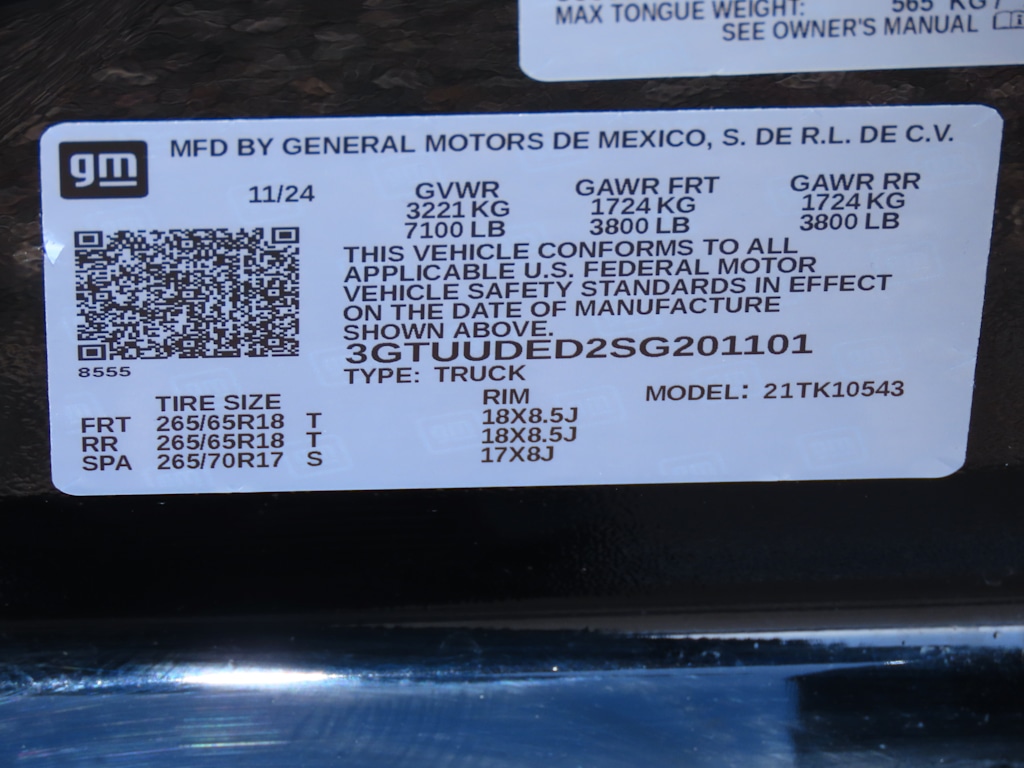 MAX TONGUE WEIGHT: 565 KG /
SEE OWNER'S MANUAL
gm
MFD BY GENERAL MOTORS DE MEXICO, S. DE R.L. DE C.V.
11/24 GVWR GAWR FRT GAWR RR
3221 KG 1724 KG 1724 KG
7100 LB 3800 LB 3800 LB
THIS VEHICLE CONFORMS TO ALL
APPLICABLE U.S. FEDERAL MOTOR
VEHICLE SAFETY STANDARDS IN EFFECT
ON THE DATE OF MANUFACTURE
SHOWN ABOVE.
3GTUUDED2SG201101
8555
TYPE: TRUCK
MODEL: 21TK10543
TIRE SIZE RIM
FRT 265/65R18 T 18X8.5J
RR 265/65R18 T 18X8.5J
SPA 265/70R17 S 17X8J